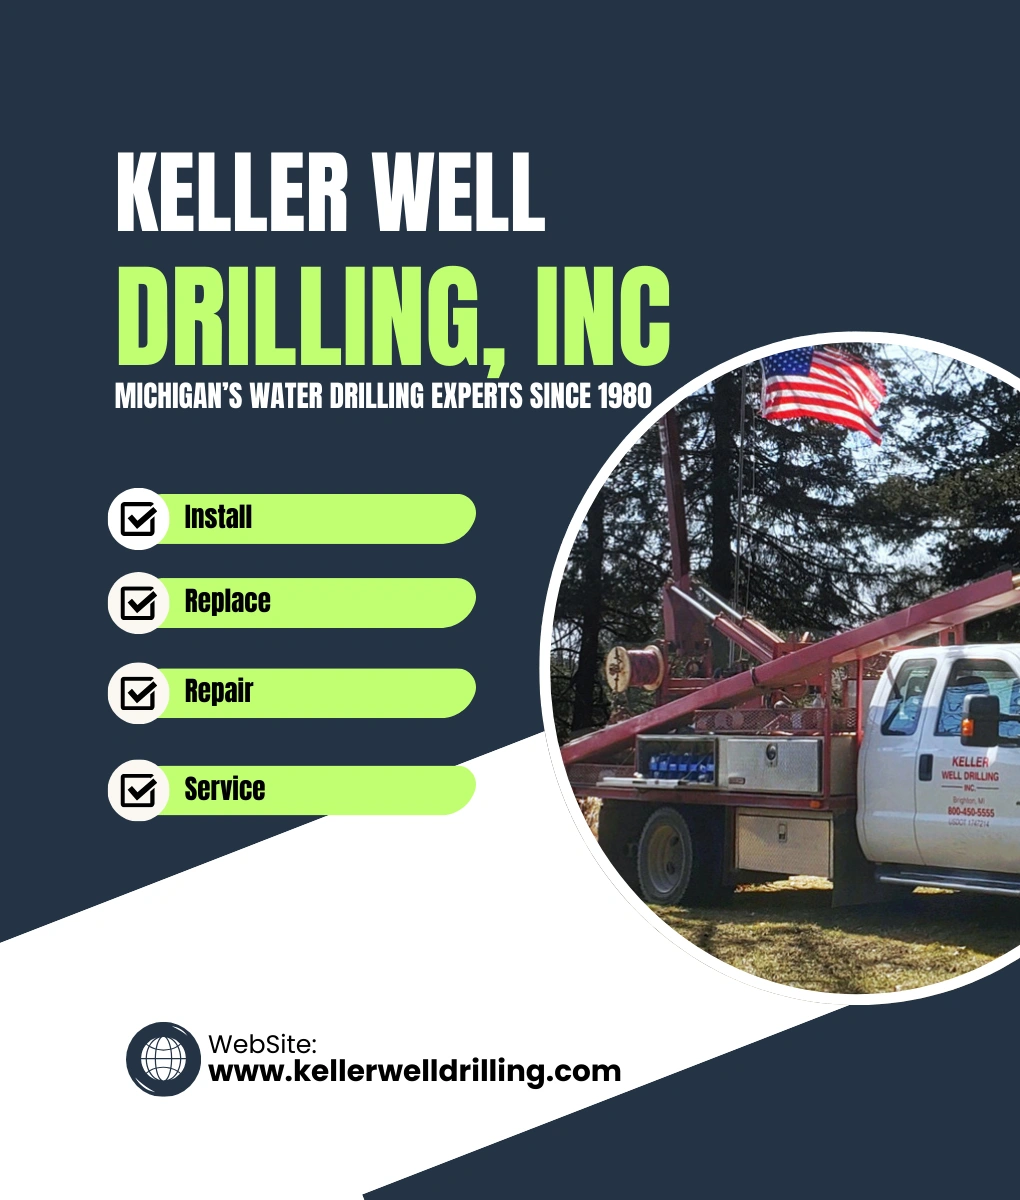 KELLER WELL
DRILLING, INC
MICHIGAN'S WATER DRILLING EXPERTS SINCE 1980
Install
Replace
Repair
Service
KELLER
WELL DRILLING
INC.
Brighton, MI
800-450-5555
USDOT 1747214
WebSite:
www.kellerwelldrilling.com